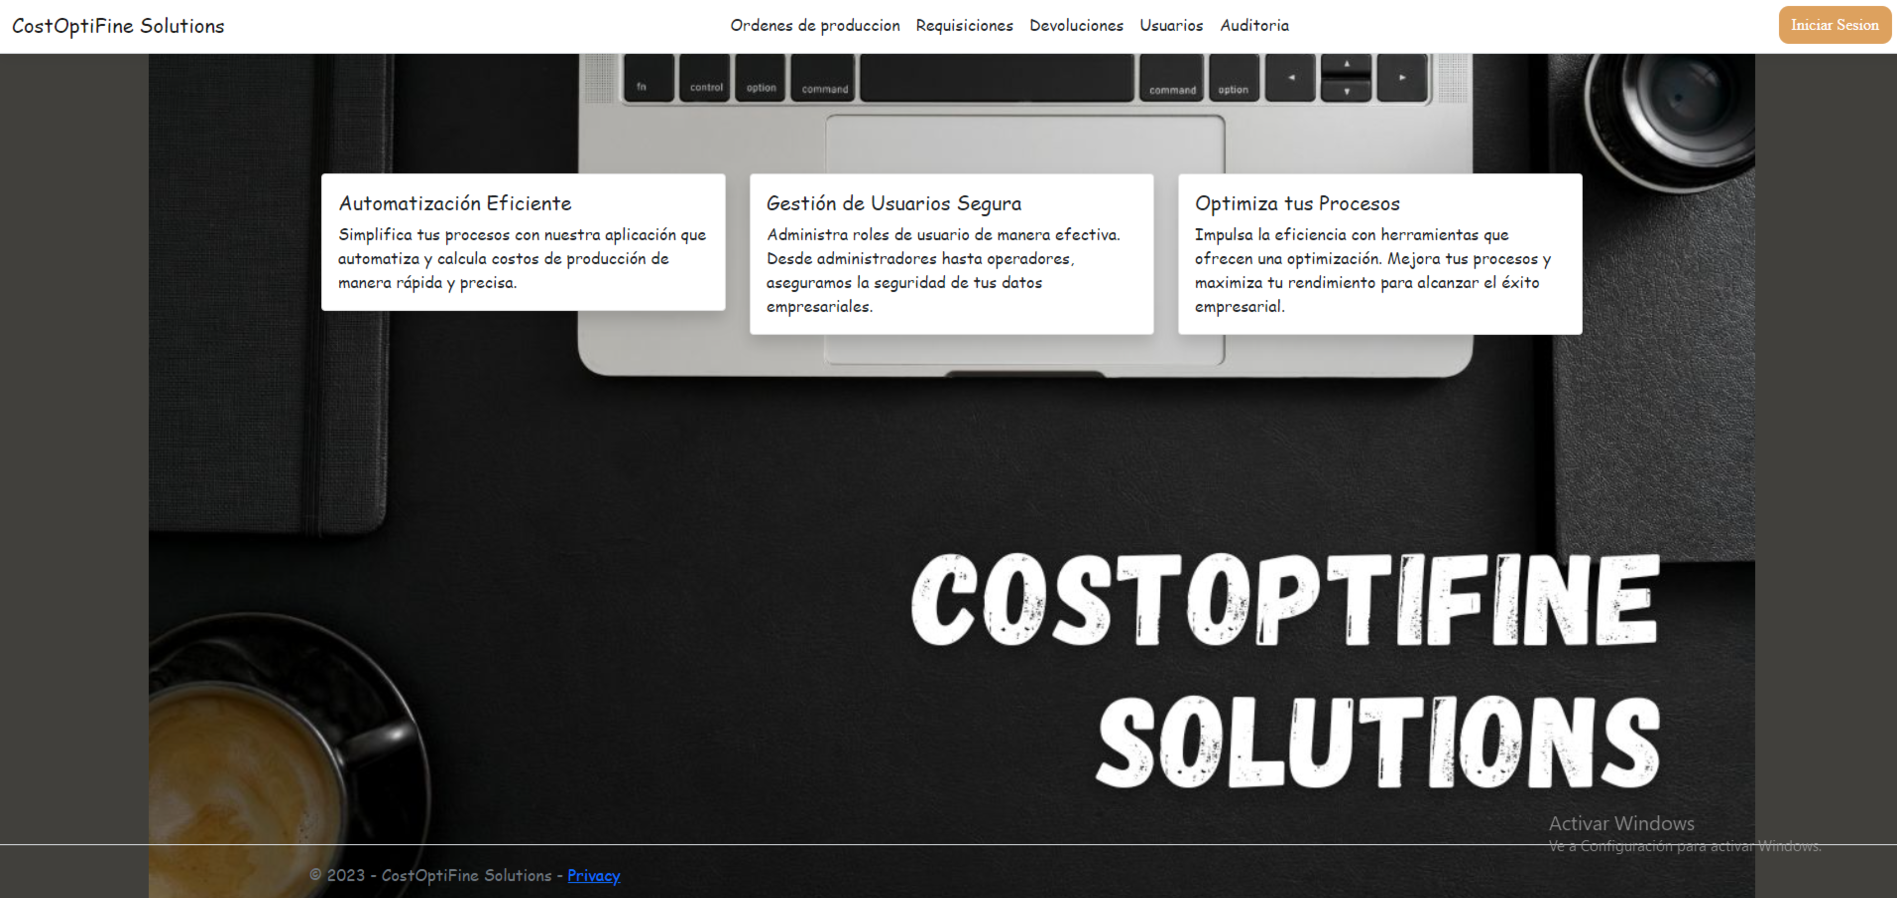 CostOptiFine Solutions
Ordenes de produccion Requisiciones Devoluciones Usuarios Auditoria
Iniciar Sesion
fn control option command command option
Automatización Eficiente
Simplifica tus procesos con nuestra aplicación que
automatiza y calcula costos de producción de
manera rápida y precisa.
Gestión de Usuarios Segura
Administra roles de usuario de manera efectiva.
Desde administradores hasta operadores,
aseguramos la seguridad de tus datos
empresariales.
Optimiza tus Procesos
Impulsa la eficiencia con herramientas que
ofrecen una optimización. Mejora tus procesos y
maximiza tu rendimiento para alcanzar el éxito
empresarial.
COSTOPTIFINE
SOLUTIONS
Activar Windows
Ve a Configuración para activar Windows.
© 2023 - CostOptiFine Solutions - Privacy